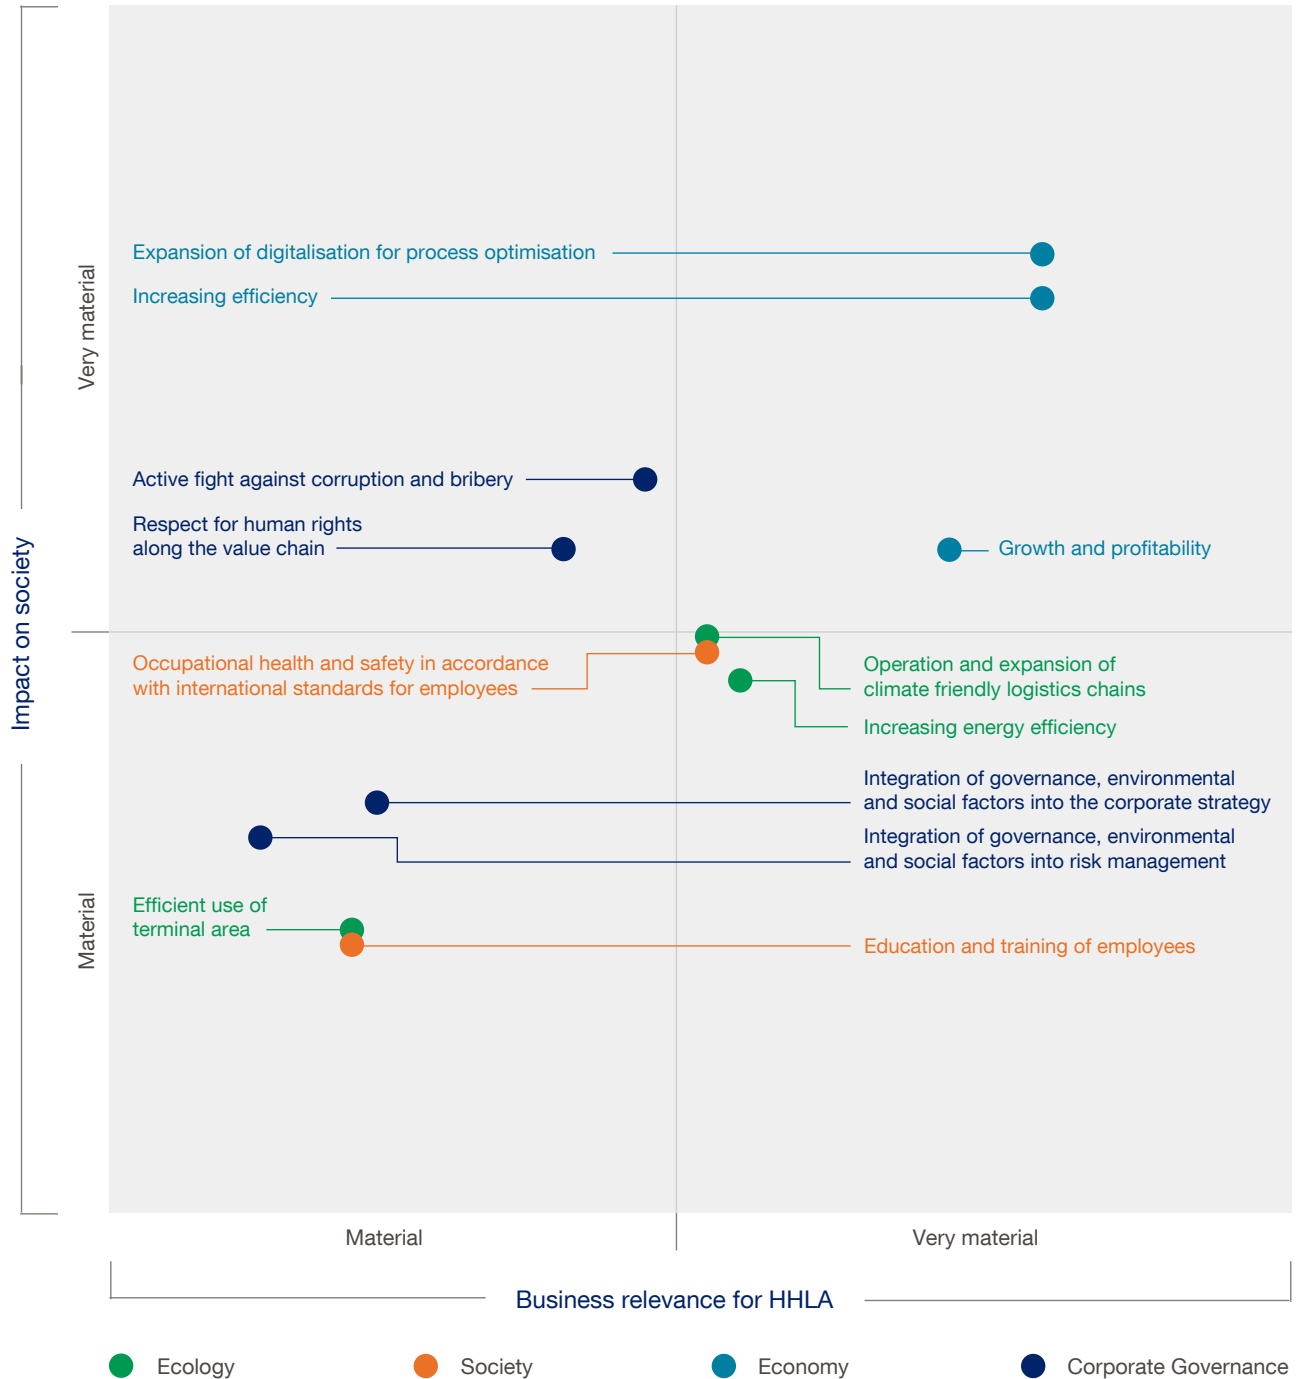 Expansion of digitalisation for process optimisation
Increasing efficiency
Very material
Active fight against corruption and bribery
Respect for human rights
along the value chain
Growth and profitability
Impact on society
Occupational health and safety in accordance
with international standards for employees
Operation and expansion of
climate friendly logistics chains
Increasing energy efficiency
Integration of governance, environmental
and social factors into the corporate strategy
Integration of governance, environmental
and social factors into risk management
Material
Efficient use of
terminal area
Education and training of employees
Material
Very material
Business relevance for HHLA
Ecology
Society
Economy
Corporate Governance